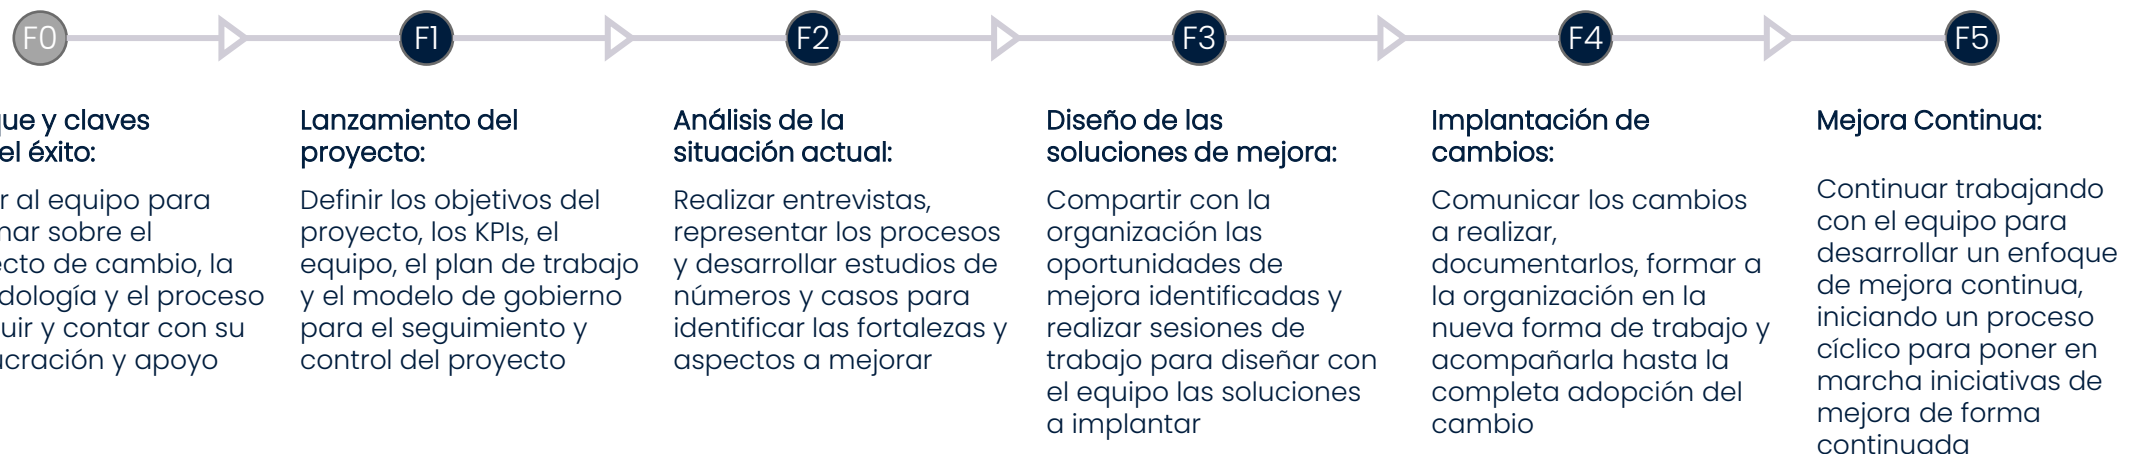 F0
F1
F2
F3
F4
F5
y claves
el éxito:
al equipo para
sobre el
de cambio, la
y el proceso
y contar con su
y apoyo
Lanzamiento del
proyecto:
Definir los objetivos del
proyecto, los KPIs, el
equipo, el plan de trabajo
y el modelo de gobierno
para el seguimiento y
control del proyecto
Análisis de la
situación actual:
Realizar entrevistas,
representar los procesos
y desarrollar estudios de
números y casos para
identificar las fortalezas y
aspectos a mejorar
Diseño de las
soluciones de mejora:
Compartir con la
organización las
oportunidades de
mejora identificadas y
realizar sesiones de
trabajo para diseñar con
el equipo las soluciones
a implantar
Implantación de
cambios:
Comunicar los cambios
a realizar,
documentarlos, formar a
la organización en la
nueva forma de trabajo y
acompañarla hasta la
completa adopción del
cambio
Mejora Continua:
Continuar trabajando
con el equipo para
desarrollar un enfoque
de mejora continua,
iniciando un proceso
cíclico para poner en
marcha iniciativas de
mejora de forma
continuada